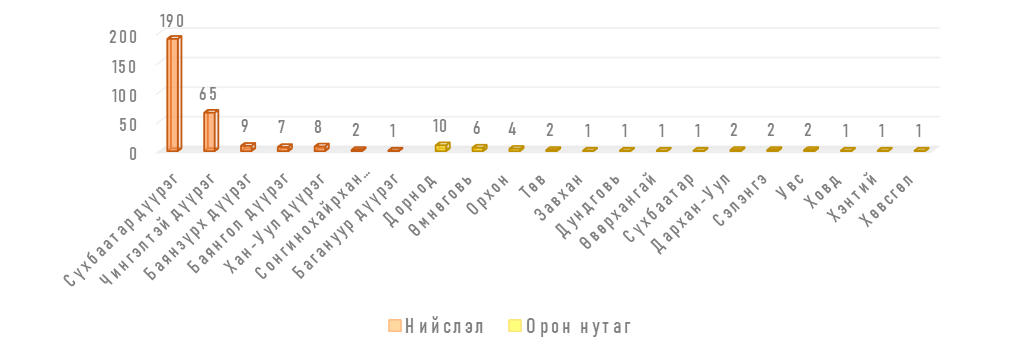 190
200
150
100
50
0
65
9
7
8
2
1
10
6
4
2
1
1
1
1
2
2
2
1
1
1
Сүхбаатар дүүрэг
Чингэлтэй дүүрэг
Баянзүрх дүүрэг
Баянгол дүүрэг
Хан-Уул дүүрэг
Сонгинохайрхан...
Багануур дүүрэг
Дорнод
Өмнөговь
Орхон
Төв
Завхан
Дундговь
Өвөрхангай
Сүхбаатар
Дархан-Уул
Сэлэнгэ
Увс
Ховд
Хэнтий
Хөвсгөл
Нийслэл
Орон нутаг